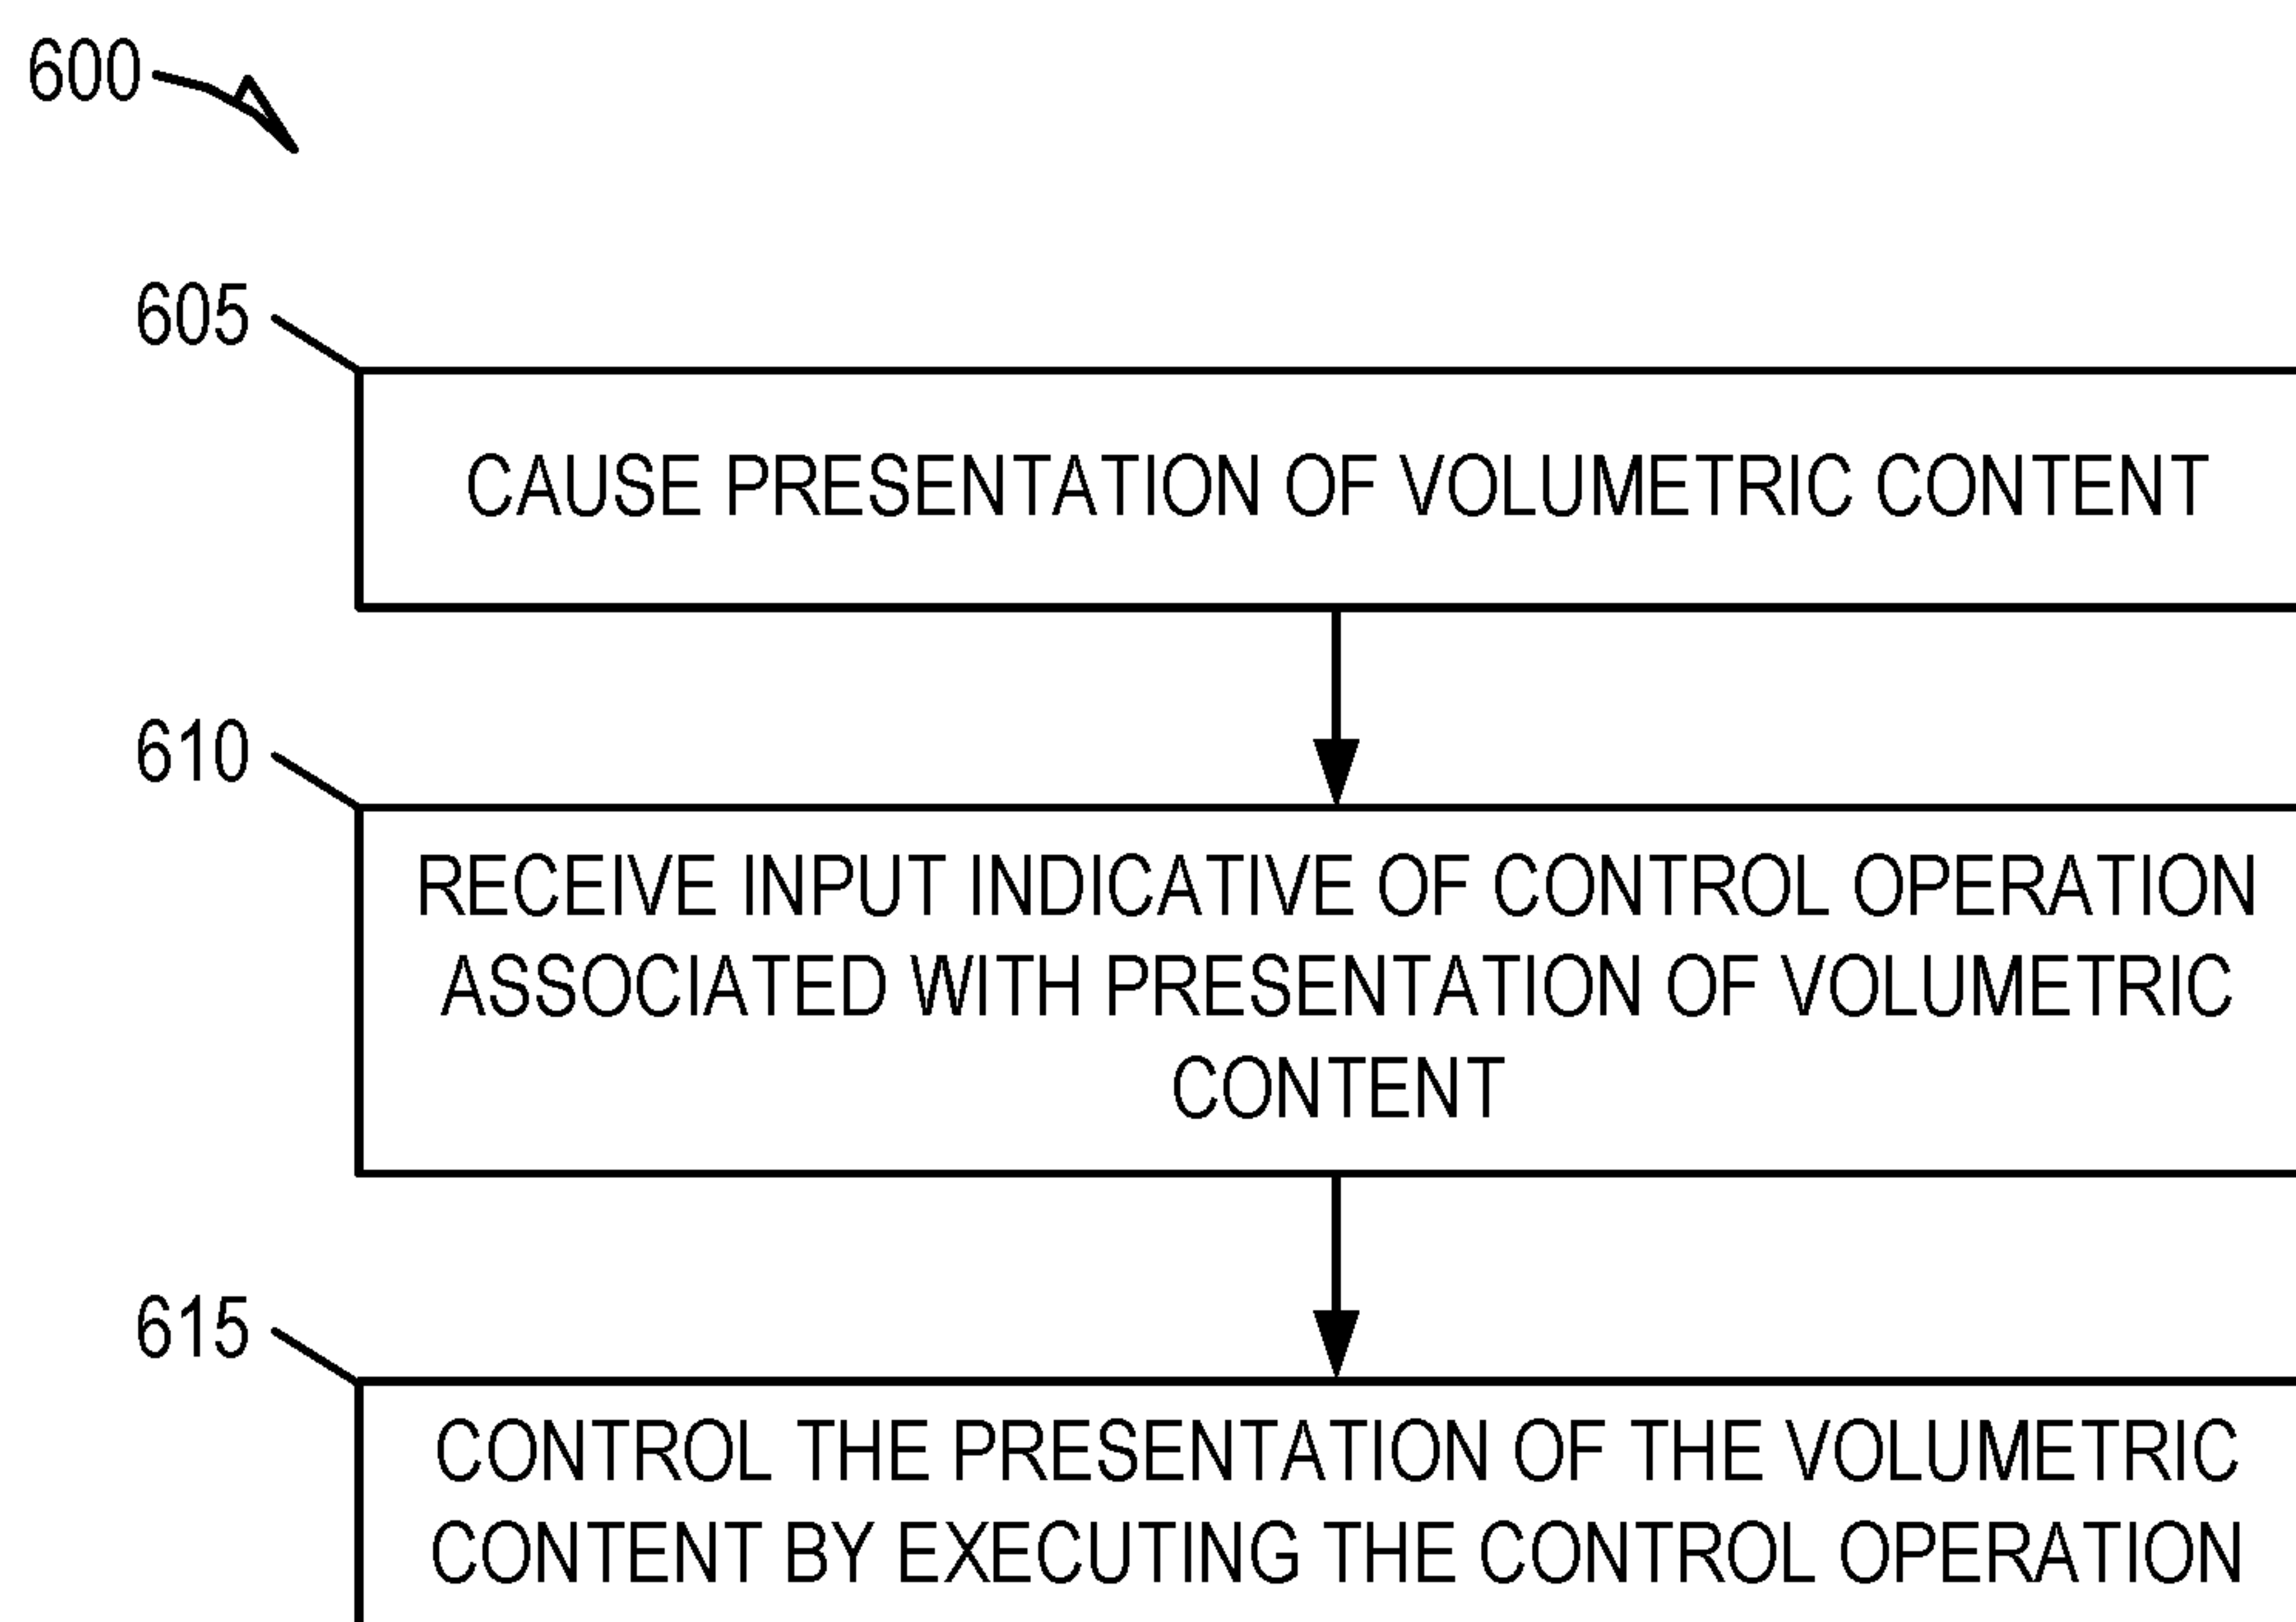 600
605
CAUSE PRESENTATION OF VOLUMETRIC CONTENT
610
RECEIVE INPUT INDICATIVE OF CONTROL OPERATION
ASSOCIATED WITH PRESENTATION OF VOLUMETRIC
CONTENT
615
CONTROL THE PRESENTATION OF THE VOLUMETRIC
CONTENT BY EXECUTING THE CONTROL OPERATION